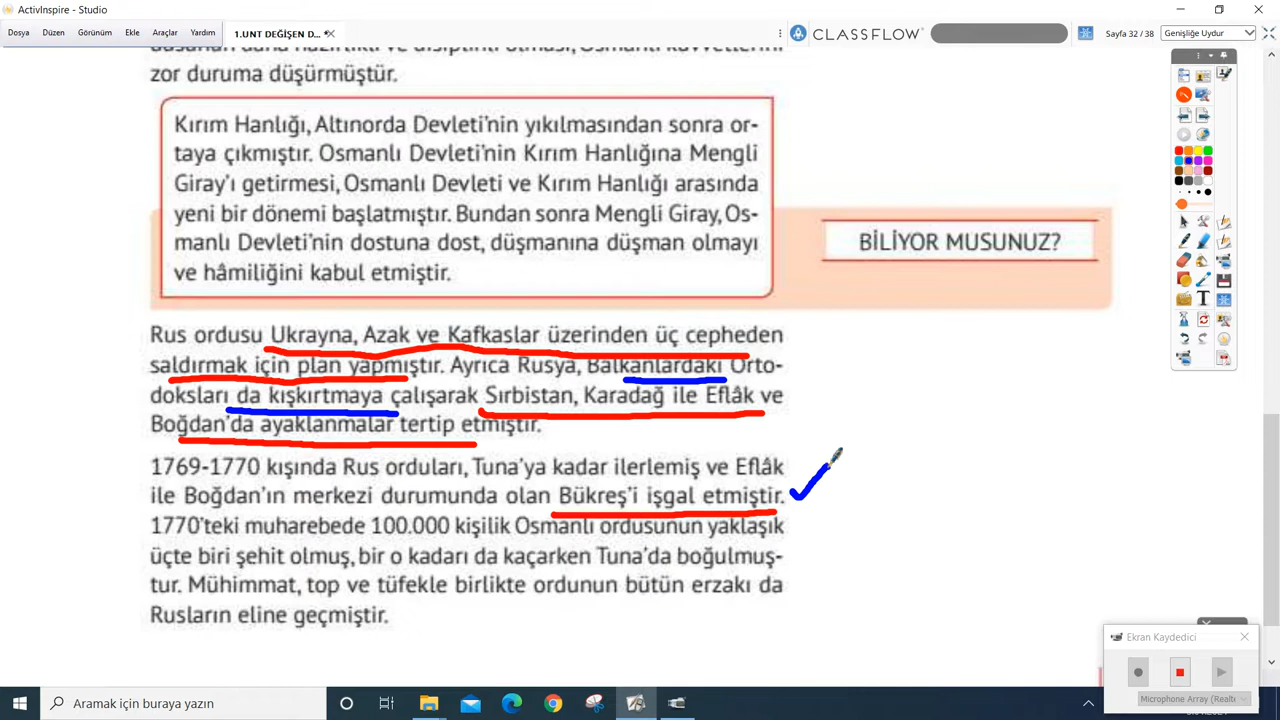 ActivInspire - Studio
Dosya Düzen Görünüm Ekle Araçlar Yardım 1.UNT DEĞİŞEN D... CLASSFLOW Sayfa 32 / 38 Genişliğe Uydur
zor duruma düşürmüştür.
Kırım Hanlığı, Altınorda Devleti'nin yıkılmasından sonra or-
taya çıkmıştır. Osmanlı Devleti'nin Kırım Hanlığına Mengli
Giray'ı getirmesi, Osmanlı Devleti ve Kırım Hanlığı arasında
yeni bir dönemi başlatmıştır. Bundan sonra Mengli Giray, Os-
manlı Devleti'nin dostuna dost, düşmanına düşman olmayı
ve hâmiliğini kabul etmiştir.
BİLİYOR MUSUNUZ?
Rus ordusu Ukrayna, Azak ve Kafkaslar üzerinden üç cepheden
saldırmak için plan yapmıştır. Ayrıca Rusya, Balkanlardaki Orto-
doksları da kışkırtmaya çalışarak Sırbistan, Karadağ ile Eflâk ve
Boğdan'da ayaklanmalar tertip etmiştir.
1769-1770 kışında Rus orduları, Tuna'ya kadar ilerlemiş ve Eflâk
ile Boğdan'ın merkezi durumunda olan Bükreş'i işgal etmiştir.
1770'teki muharebede 100.000 kişilik Osmanlı ordusunun yaklaşık
üçte biri şehit olmuş, bir o kadarı da kaçarken Tuna'da boğulmuş-
tur. Mühimmat, top ve tüfekle birlikte ordunun bütün erzakı da
Rusların eline geçmiştir.
Ekran Kaydedici
Microphone Array (Realte
Aramak için buraya yazın